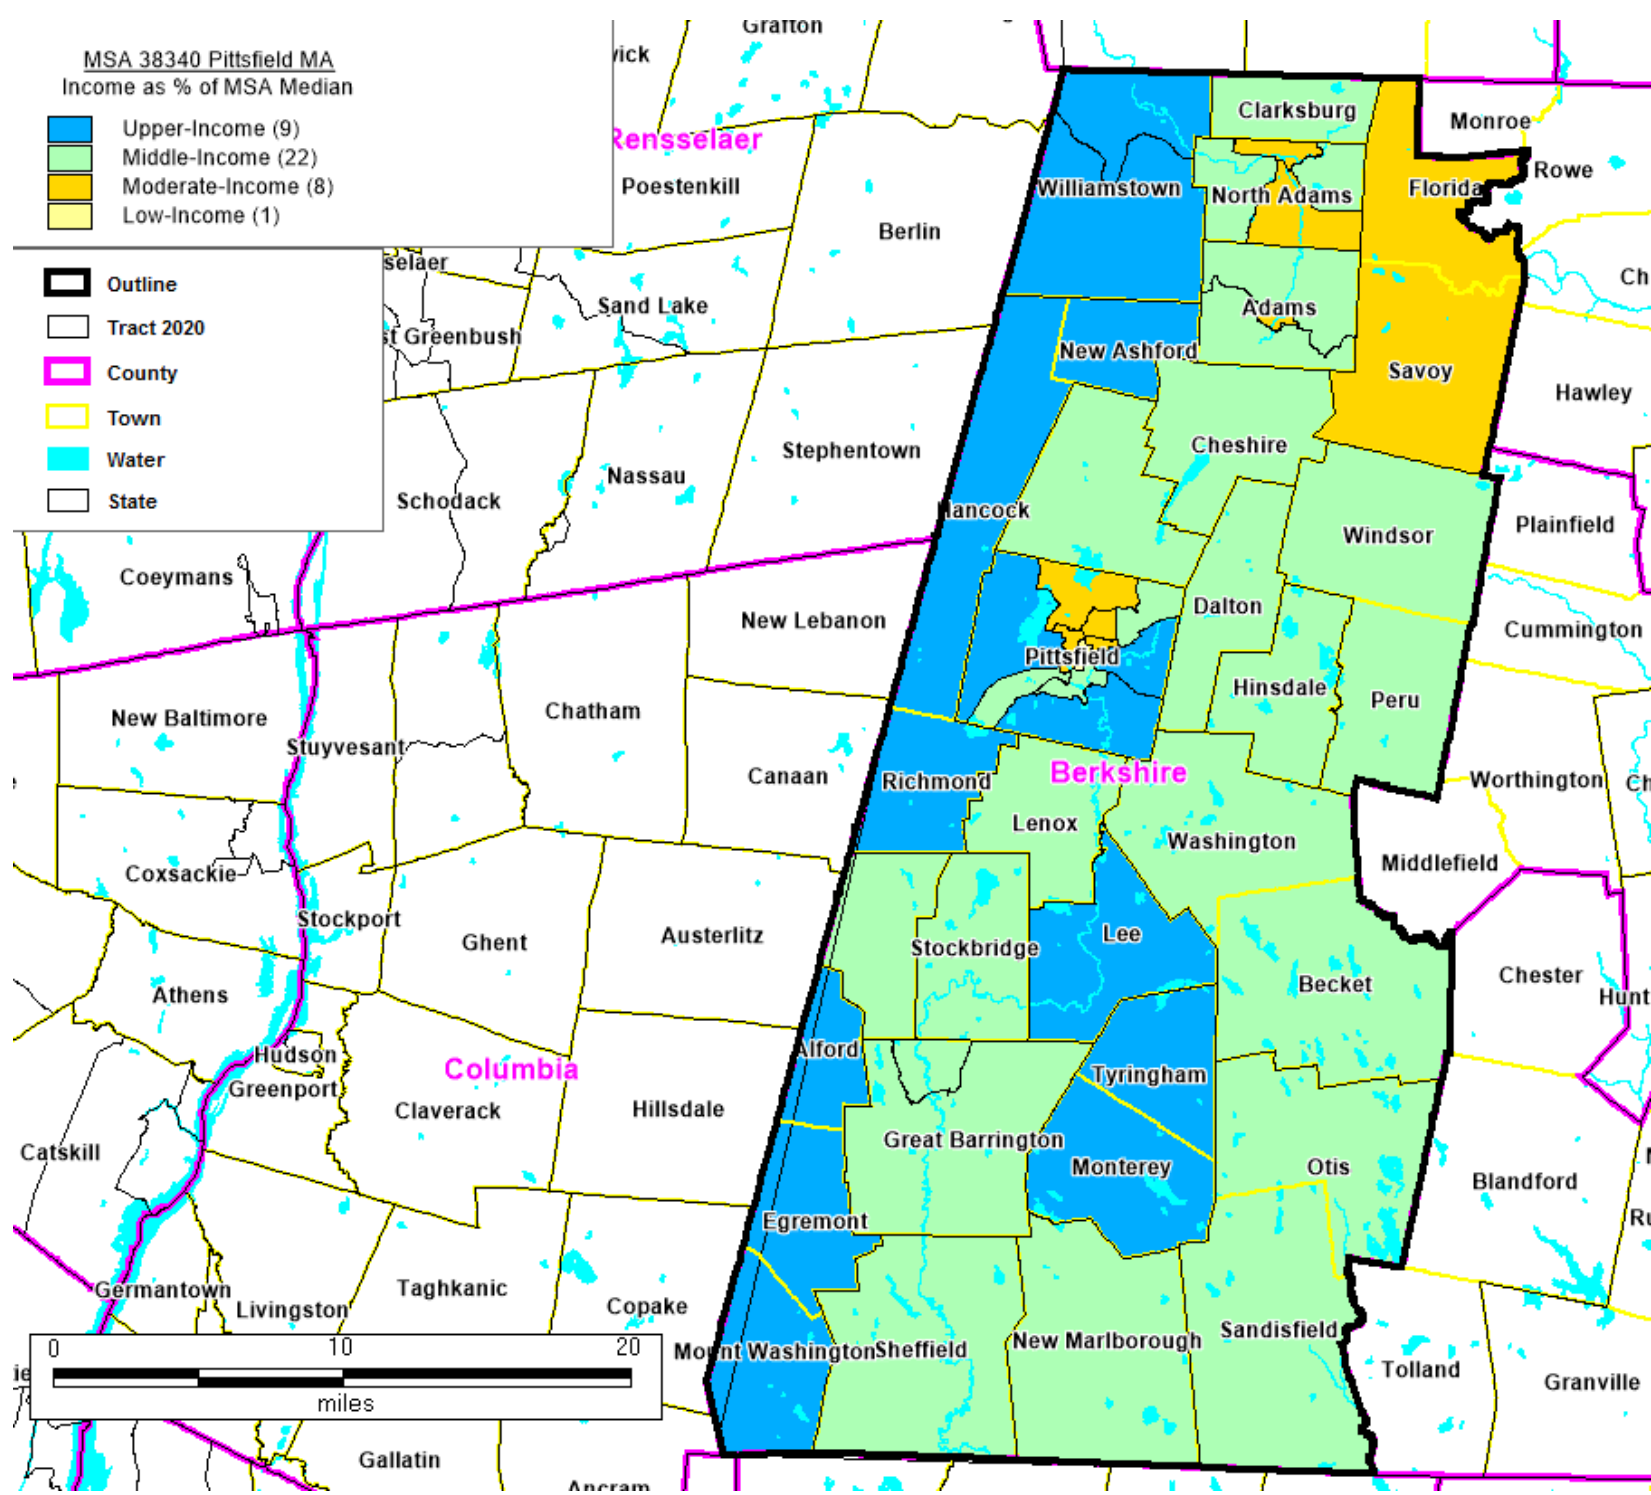 MSA 38340 Pittsfield MA
Income as % of MSA Median
Upper-Income (9)
Middle-Income (22)
Moderate-Income (8)
Low-Income (1)
Outline
Tract 2020
County
Town
Water
State
Grafton
Rensselaer
Poestenkill
Berlin
Sand Lake
st Greenbush
Schodack
Nassau
Stephentown
Coeymans
New Lebanon
New Baltimore
Stuyvesant
Chatham
Canaan
Coxsackie
Stockport
Ghent
Austerlitz
Athens
Hudson
Greenport
Columbia
Claverack
Hillsdale
Catskill
Germantown
Livingston
Taghkanic
Copake
Gallatin
Ancram
Clarksburg
Williamstown
North Adams
Florida
Monroe
Rowe
Adams
New Ashford
Savoy
Hawley
Cheshire
Hancock
Windsor
Plainfield
Dalton
Cummington
Pittsfield
Hinsdale
Peru
Berkshire
Richmond
Lenox
Washington
Worthington
Middlefield
Lee
Stockbridge
Becket
Chester
Alford
Tyringham
Great Barrington
Monterey
Otis
Blandford
Egremont
Mount Washington
Sheffield
New Marlborough
Sandisfield
Tolland
Granville
0 10 20
miles